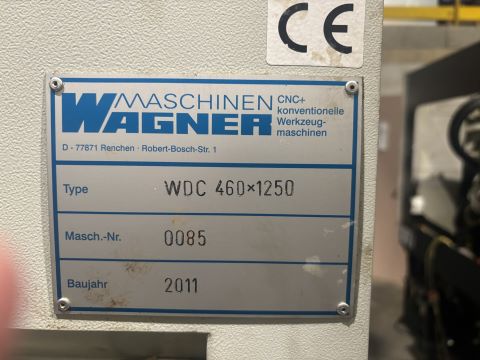 CE
MASCHINEN
WAGNER
CNC+
konventionelle
Werkzeug-
maschinen
D - 77871 Renchen · Robert-Bosch-Str. 1
Type WDC 460×1250
Masch.-Nr. 0085
Baujahr 2011